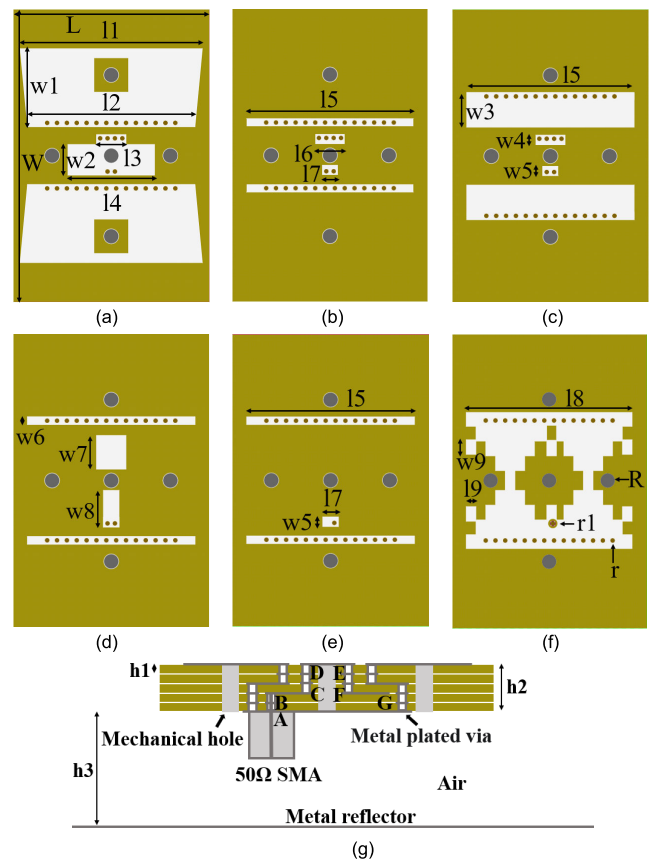 L
l1
w1
l2
w2
l3
W
l4
(a)
l5
l6
l7
(b)
l5
w3
w4
w5
(c)
w6
w7
w8
(d)
l5
l7
w5
(e)
l8
w9
l9
R
r1
r
(f)
h1
D E
h2
C F
B G
A
Mechanical hole
Metal plated via
50Ω SMA
h3
Air
Metal reflector
(g)